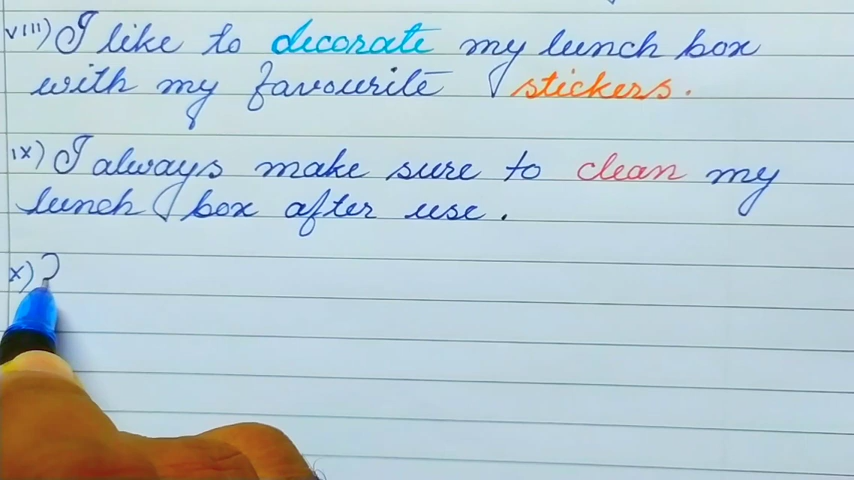 viii) I like to decorate my lunch box
with my favourite stickers.
ix) I always make sure to clean my
lunch box after use.
x)